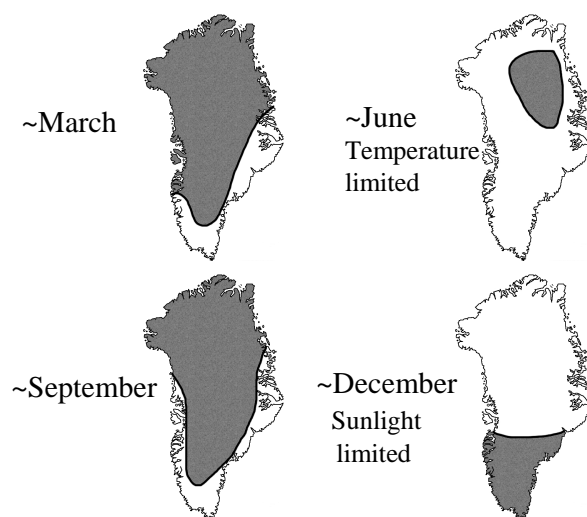 ~March
~June
Temperature
limited
~September
~December
Sunlight
limited